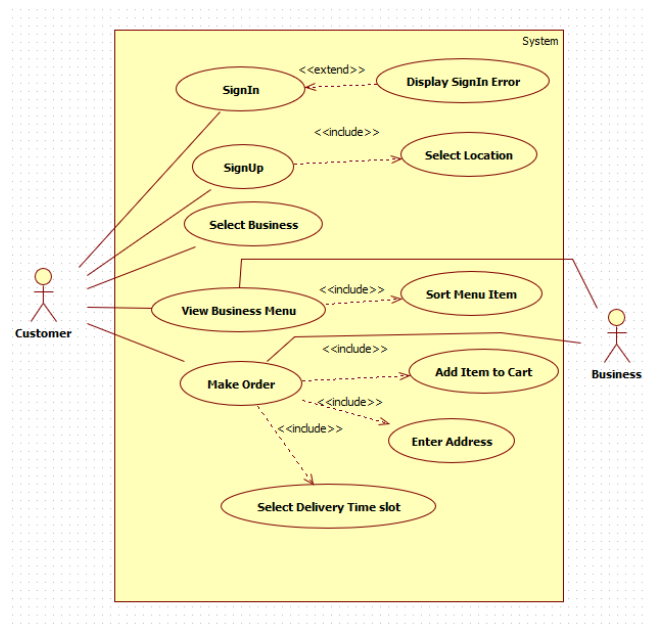 System
<<extend>>
SignIn
Display SignIn Error
<<include>>
SignUp
Select Location
Select Business
<<include>>
View Business Menu
Sort Menu Item
Customer
Business
<<include>>
Make Order
Add Item to Cart
<<include>>
<<include>>
Enter Address
Select Delivery Time slot